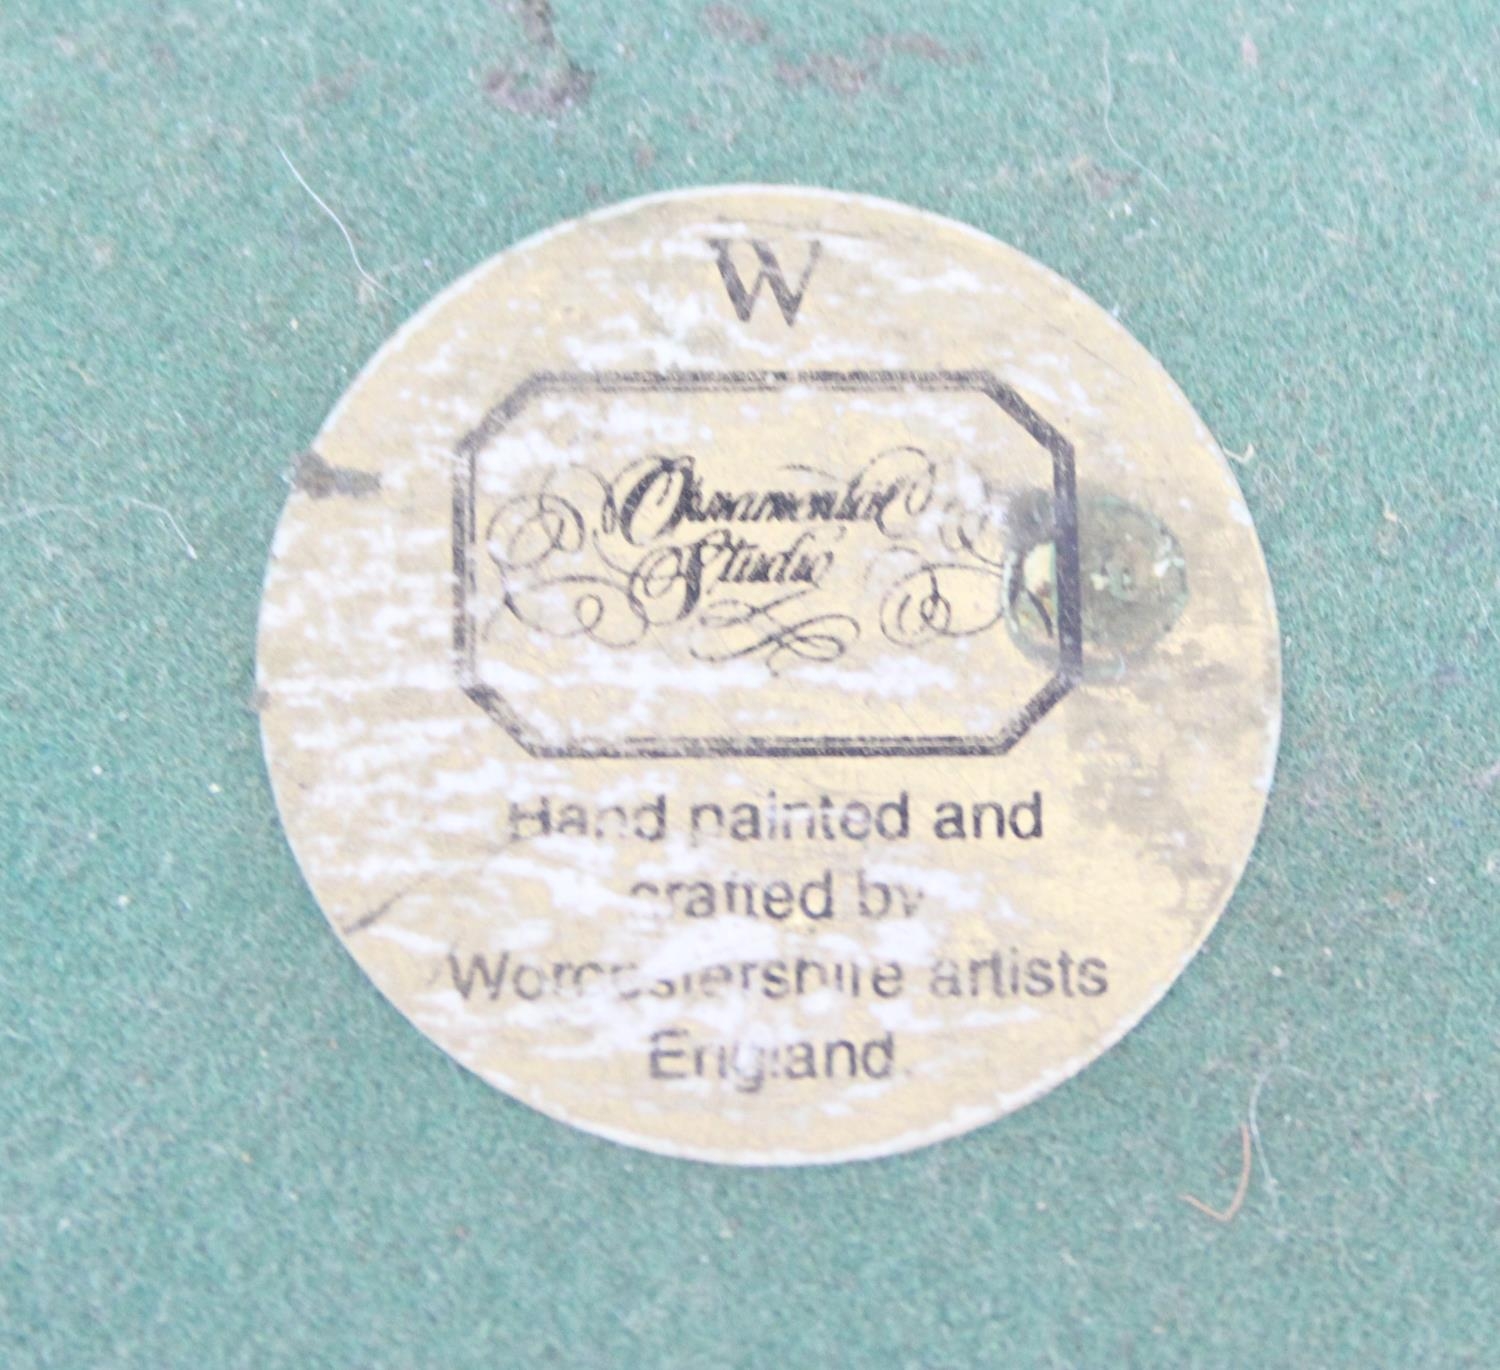 W
Ornamental
Studio
Hand painted and
crafted by
Worcestershire artists
England.